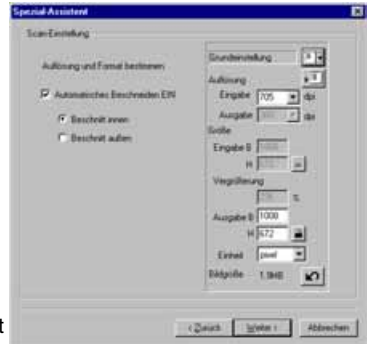 Spezial-Assistent
Scan-Einstellung
Auflösung und Format bestimmen
Automatisches Beschneiden EIN
Beschnitt innen
Beschnitt außen
Grundeinstellung
Auflösung
Eingabe 705 dpi
Ausgabe dpi
Größe
Eingabe B
H
Vergrößerung
%
Ausgabe B 1000
H 672
Einheit pixel
Bildgröße 1.9MB
< Zurück Weiter > Abbrechen
t